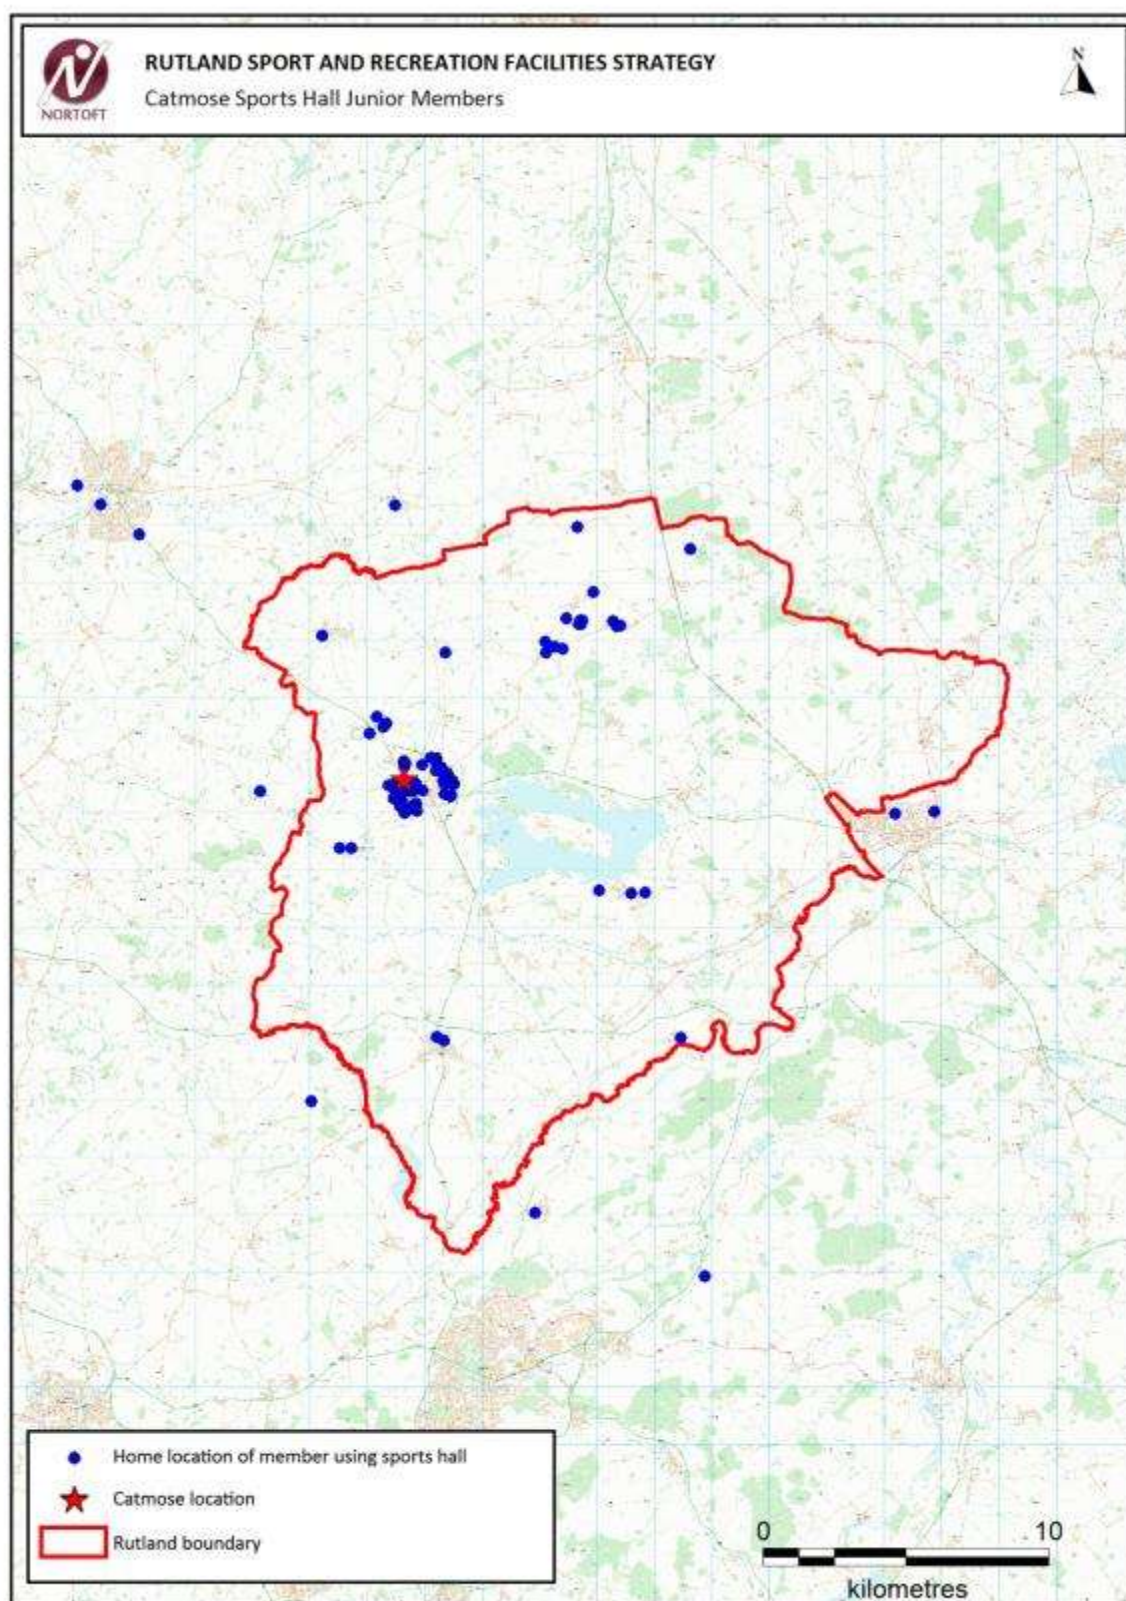 RUTLAND SPORT AND RECREATION FACILITIES STRATEGY
Catmose Sports Hall Junior Members
N
NORTOFT
Home location of member using sports hall
Catmose location
Rutland boundary
0 10
kilometres